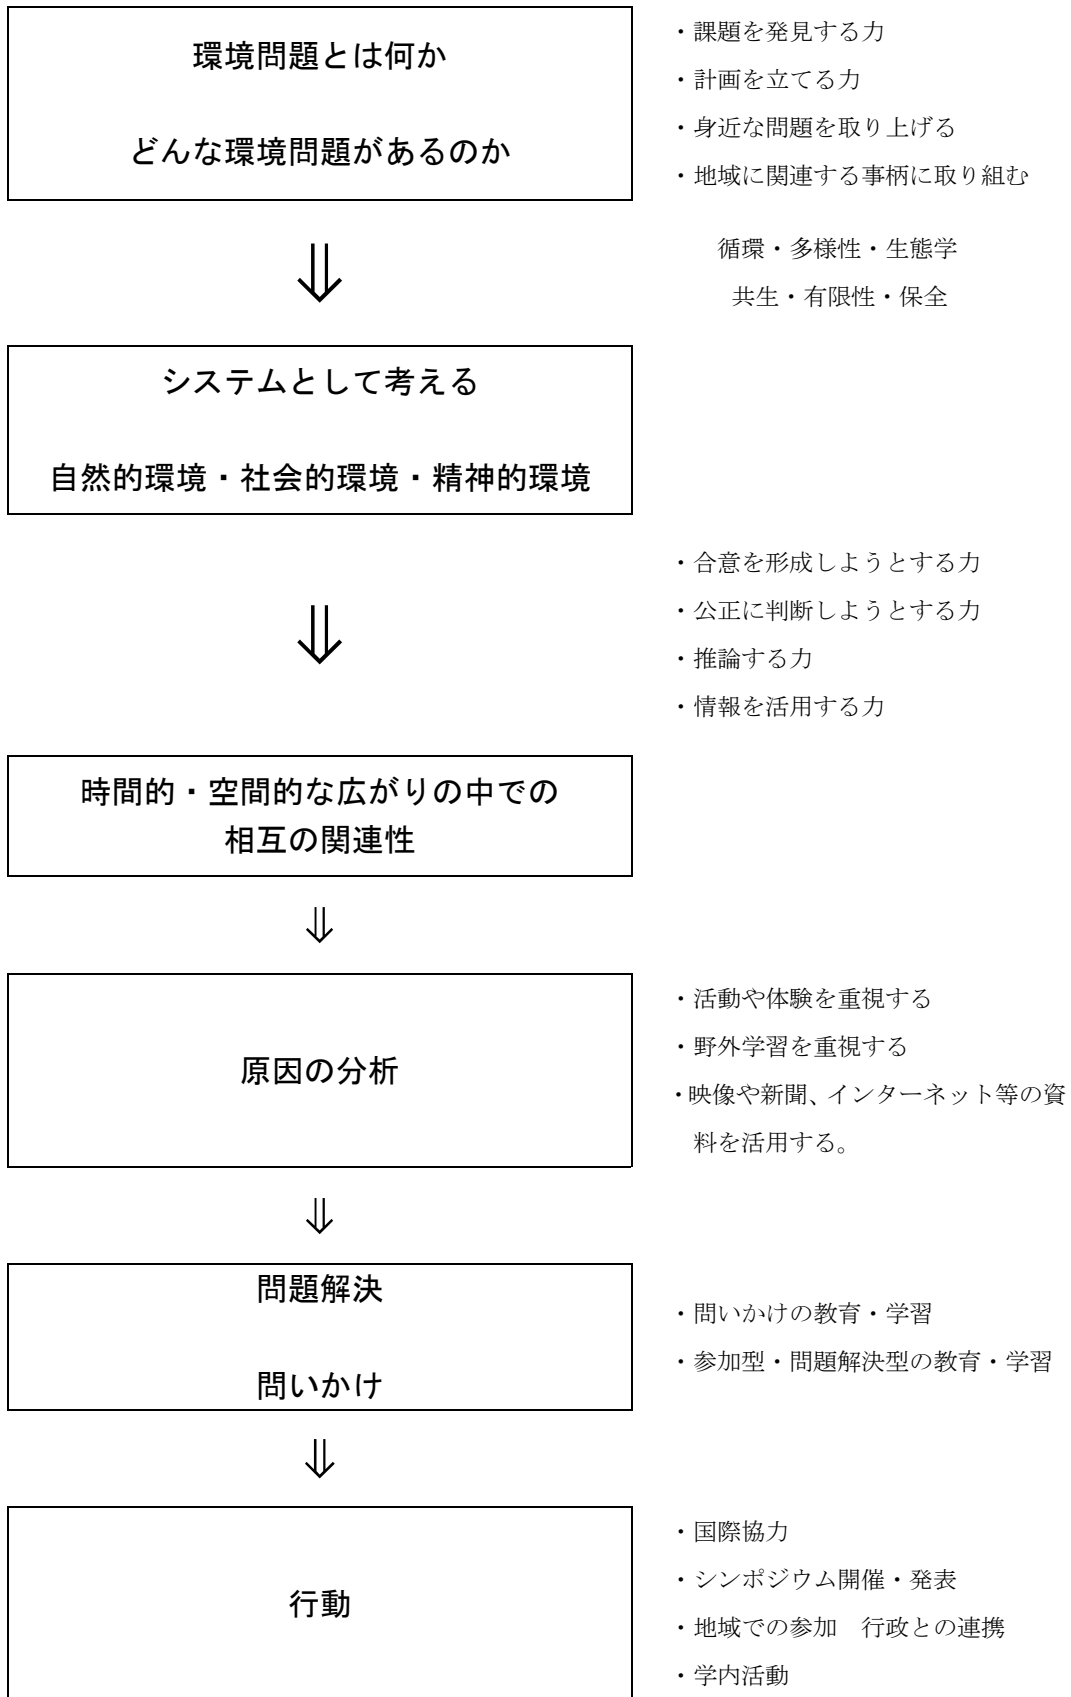 環境問題とは何か
どんな環境問題があるのか
・課題を発見する力
・計画を立てる力
・身近な問題を取り上げる
・地域に関連する事柄に取り組む
循環・多様性・生態学
共生・有限性・保全
⇓
システムとして考える
自然的環境・社会的環境・精神的環境
⇓
・合意を形成しようとする力
・公正に判断しようとする力
・推論する力
・情報を活用する力
時間的・空間的な広がりの中での
相互の関連性
⇓
原因の分析
・活動や体験を重視する
・野外学習を重視する
・映像や新聞、インターネット等の資
料を活用する。
⇓
問題解決
問いかけ
・問いかけの教育・学習
・参加型・問題解決型の教育・学習
⇓
行動
・国際協力
・シンポジウム開催・発表
・地域での参加　行政との連携
・学内活動